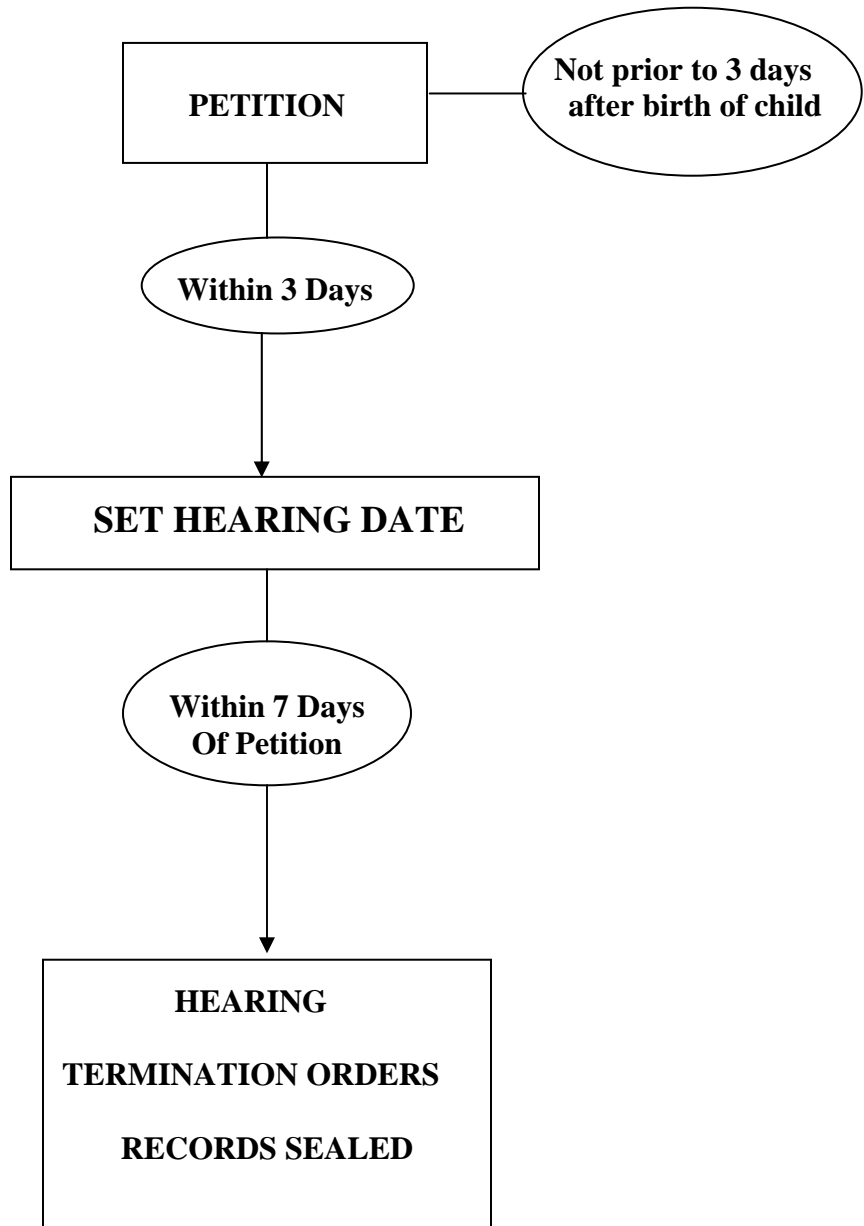 PETITION
Not prior to 3 days
after birth of child
Within 3 Days
SET HEARING DATE
Within 7 Days
Of Petition
HEARING
TERMINATION ORDERS
RECORDS SEALED